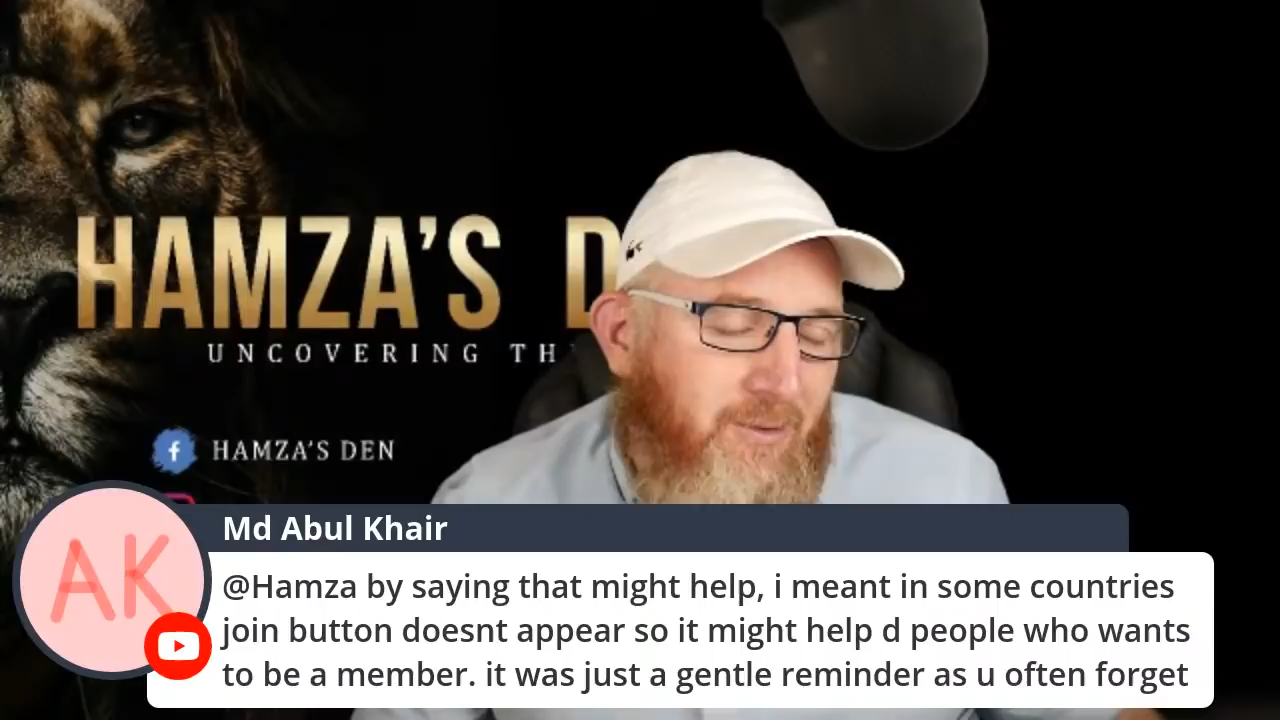 HAMZA'S D
UNCOVERING TH
f HAMZA'S DEN
AK
Md Abul Khair
@Hamza by saying that might help, i meant in some countries
join button doesnt appear so it might help d people who wants
to be a member. it was just a gentle reminder as u often forget